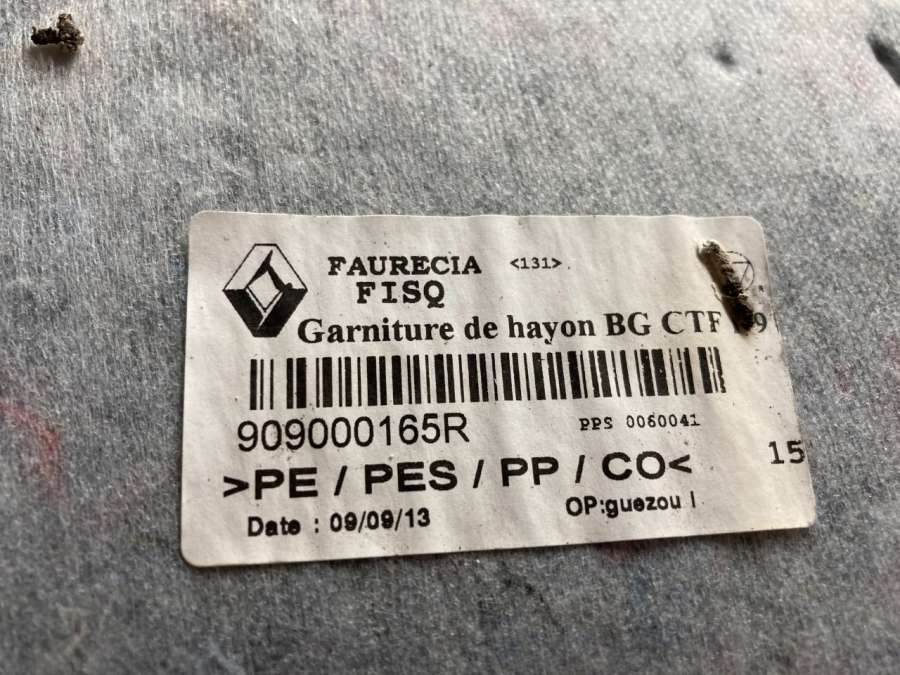 FAURECIA <131>
FISQ
Garniture de hayon BG CTF
909000165R PPS 0060041
>PE / PES / PP / CO< 15
Date : 09/09/13 OP:guezou I